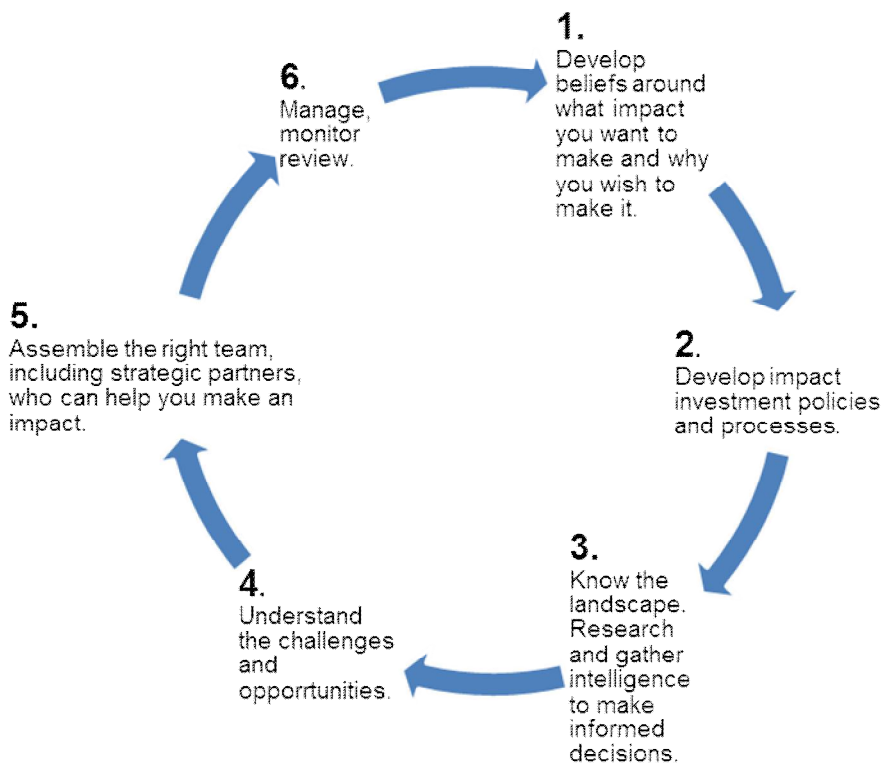 1.
Develop
beliefs around
what impact
you want to
make and why
you wish to
make it.
2.
Develop impact
investment policies
and processes.
3.
Know the
landscape.
Research
and gather
intelligence
to make
informed
decisions.
4.
Understand
the challenges
and
opporrtunities.
5.
Assemble the right team,
including strategic partners,
who can help you make an
impact.
6.
Manage,
monitor
review.